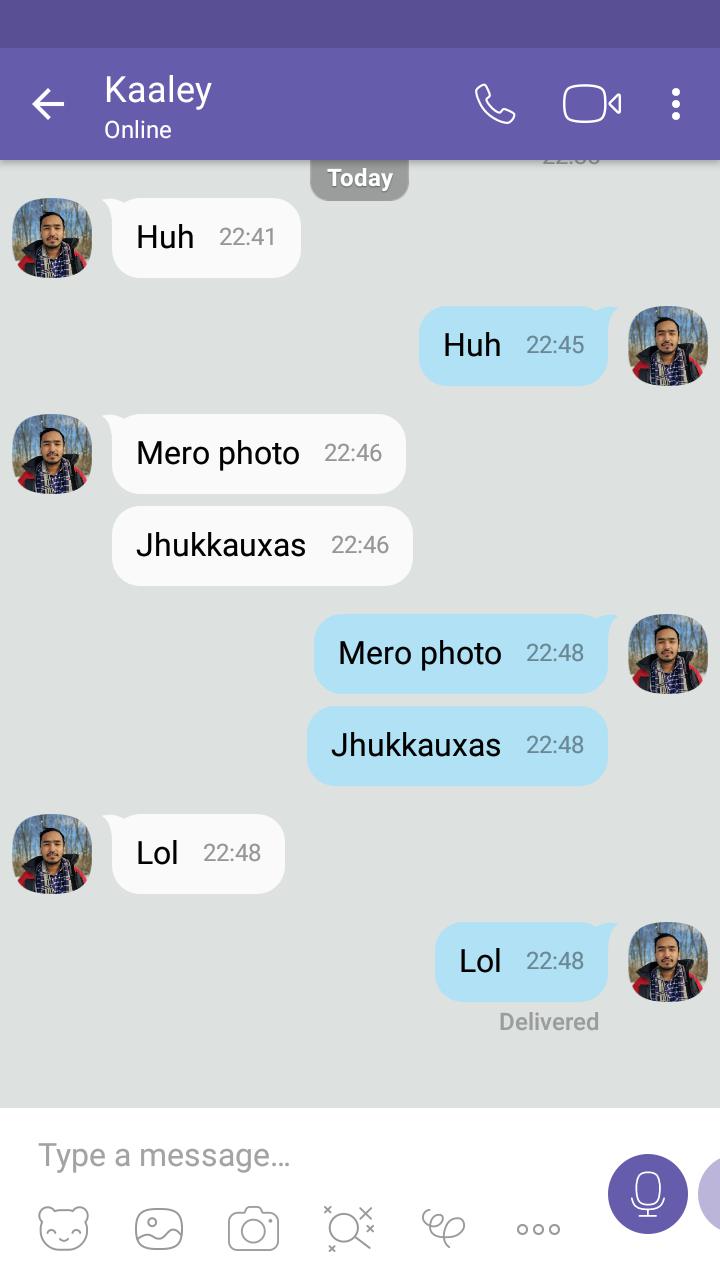 Kaaley
Online
Today
Huh 22:41
Huh 22:45
Mero photo 22:46
Jhukkauxas 22:46
Mero photo 22:48
Jhukkauxas 22:48
Lol 22:48
Lol 22:48
Delivered
Type a message...